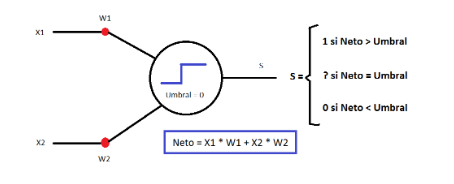 W1
X1
1 si Neto > Umbral
S
S =
? si Neto = Umbral
Umbral = 0
0 si Neto < Umbral
X2
Neto = X1 * W1 + X2 * W2
W2